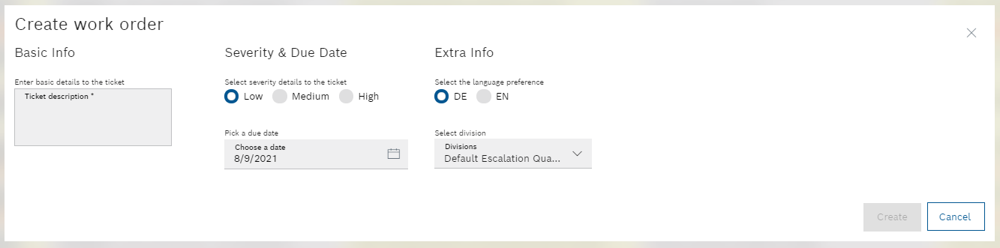 Create work order
Basic Info
Enter basic details to the ticket
Ticket description *
Severity & Due Date
Select severity details to the ticket
Low Medium High
Pick a due date
Choose a date
8/9/2021
Extra Info
Select the language preference
DE EN
Select division
Divisions
Default Escalation Qua...
Create Cancel